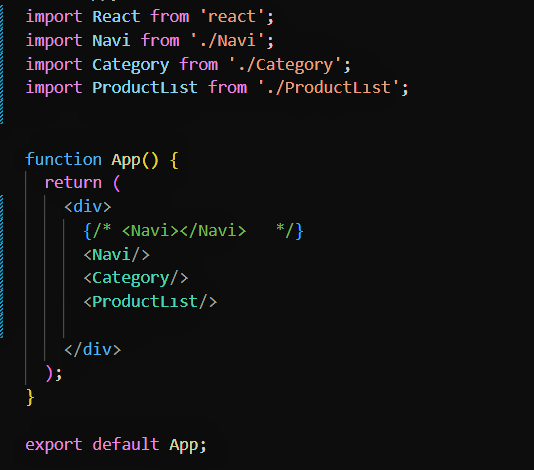 import React from 'react';
import Navi from './Navi';
import Category from './Category';
import ProductLıst from './ProductLıst';
function App() {
  return (
    <div>
      {/* <Navi></Navi>   */}
      <Navi/>
      <Category/>
      <ProductLıst/>
    </div>
  );
}
export default App;